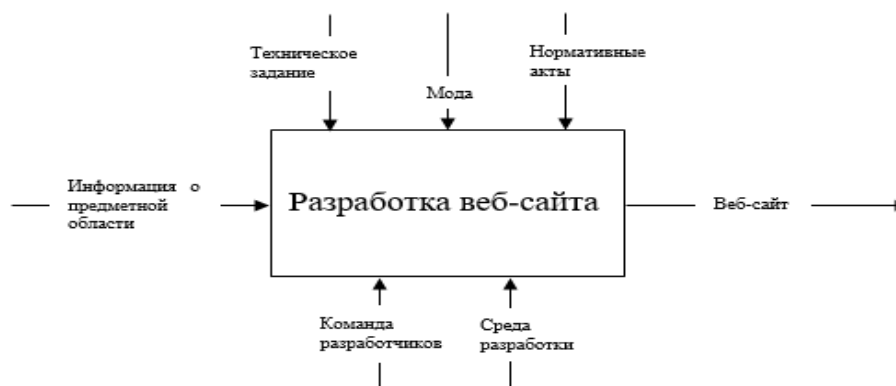 Техническое
задание
Мода
Нормативные
акты
Информация о
предметной
области
Разработка веб-сайта
Веб-сайт
Команда
разработчиков
Среда
разработки